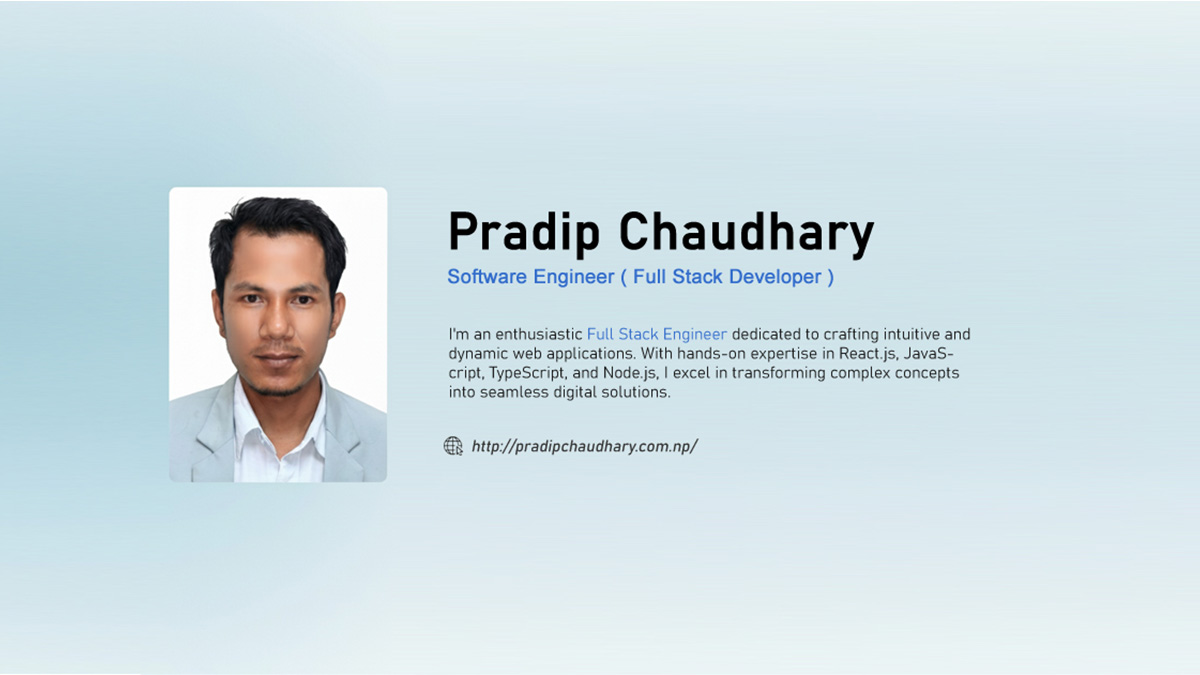 Pradip Chaudhary
Software Engineer ( Full Stack Developer )
I'm an enthusiastic Full Stack Engineer dedicated to crafting intuitive and
dynamic web applications. With hands-on expertise in React.js, JavaS-
cript, TypeScript, and Node.js, I excel in transforming complex concepts
into seamless digital solutions.
http://pradipchaudhary.com.np/